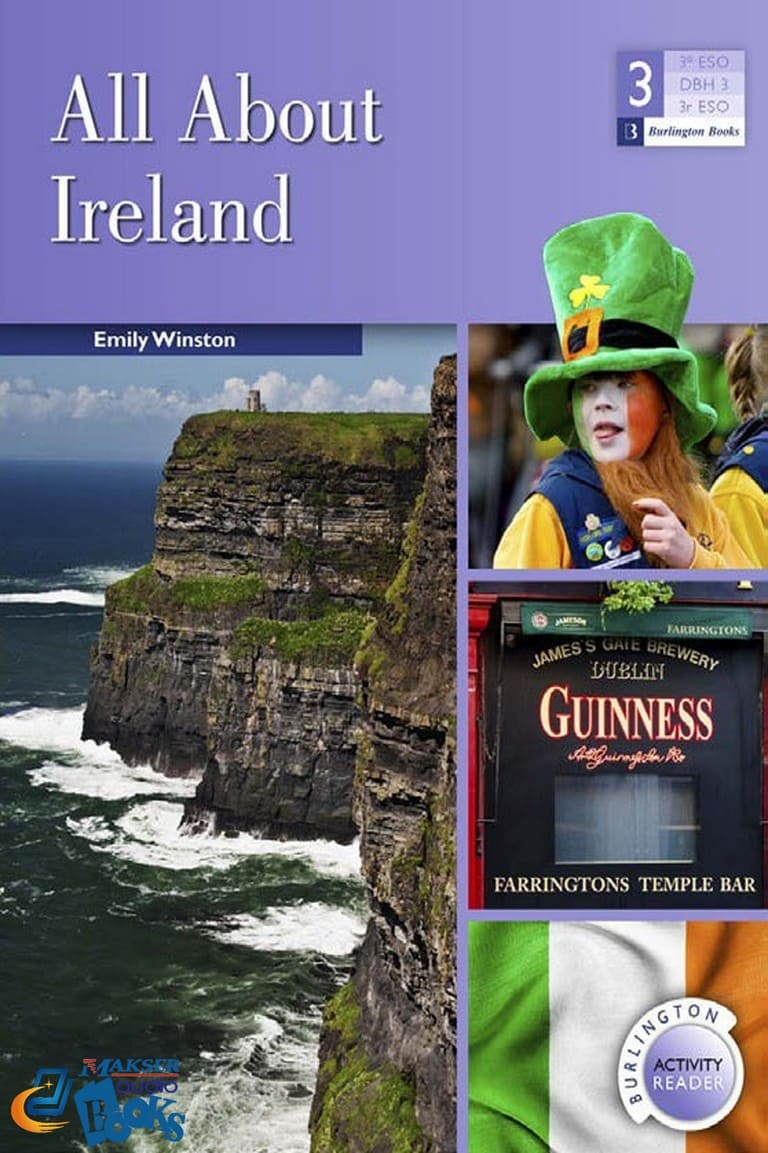 All About
Ireland
3
3º ESO
DBH 3
3r ESO
B Burlington Books
Emily Winston
JAMESON
FARRINGTONS
JAMES'S GATE BREWERY
DUBLIN
GUINNESS
FARRINGTONS TEMPLE BAR
BURLINGTON
ACTIVITY
READER
MAKSER
BOOKS